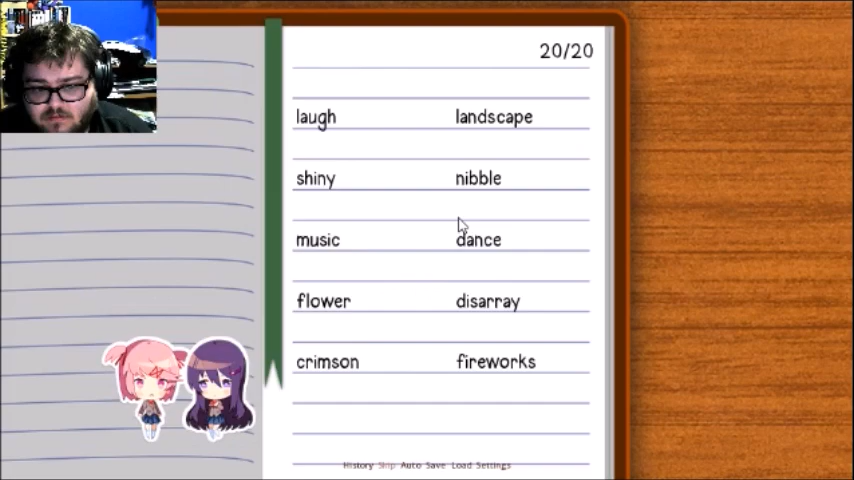 20/20
laugh landscape
shiny nibble
music dance
flower disarray
crimson fireworks
History Skip Auto Save Load Settings